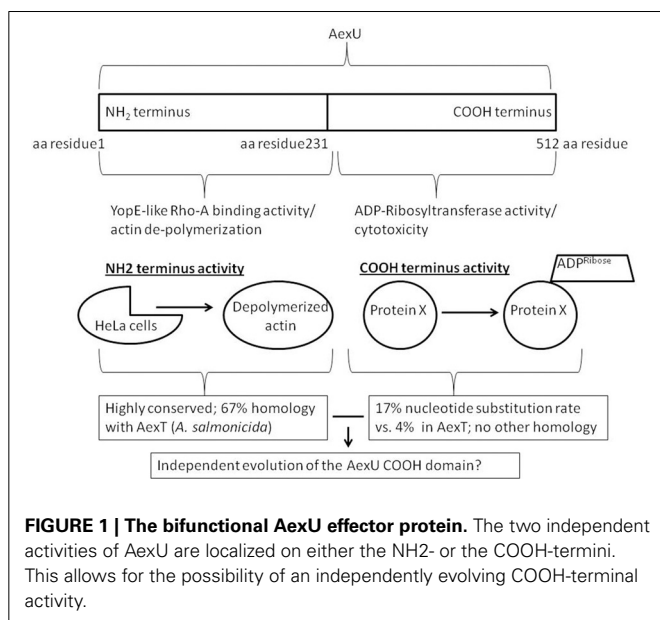 AexU
NH2 terminus
COOH terminus
aa residue1
aa residue231
512 aa residue
YopE-like Rho-A binding activity/
actin de-polymerization
ADP-Ribosyltransferase activity/
cytotoxicity
NH2 terminus activity
COOH terminus activity
HeLa cells
Depolymerized
actin
Protein X
Protein X
ADPRibose
Highly conserved; 67% homology
with AexT (A. salmonicida)
17% nucleotide substitution rate
vs. 4% in AexT; no other homology
Independent evolution of the AexU COOH domain?
FIGURE 1 | The bifunctional AexU effector protein. The two independent
activities of AexU are localized on either the NH2- or the COOH-termini.
This allows for the possibility of an independently evolving COOH-terminal
activity.